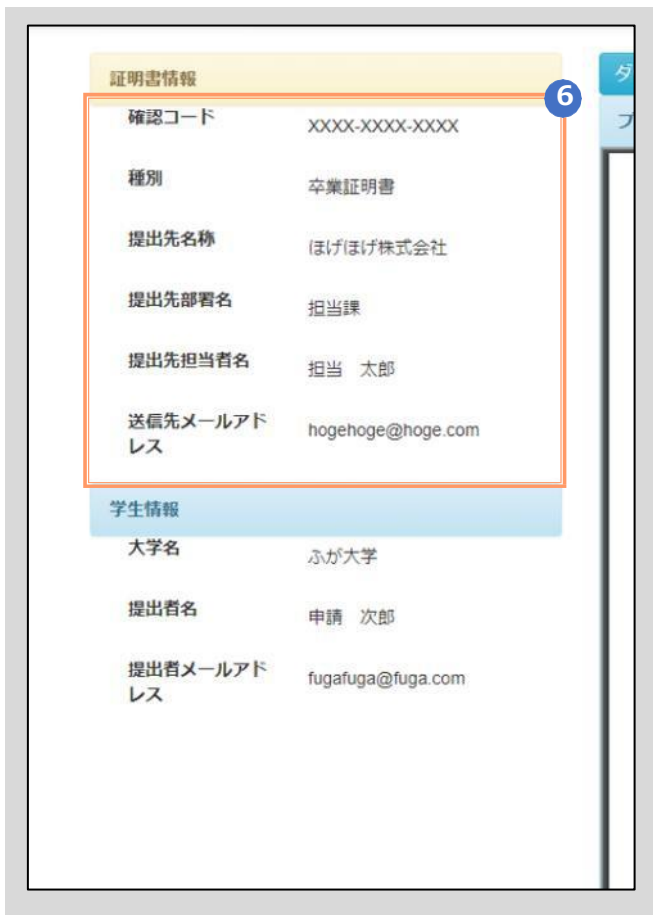 証明書情報
6
ダ
確認コード
XXXX-XXXX-XXXX
種別
卒業証明書
提出先名称
ほげほげ株式会社
提出先部署名
担当課
提出先担当者名
担当　太郎
送信先メールアド
レス
hogehoge@hoge.com
学生情報
大学名
ふが大学
提出者名
申請　次郎
提出者メールアド
レス
fugafuga@fuga.com